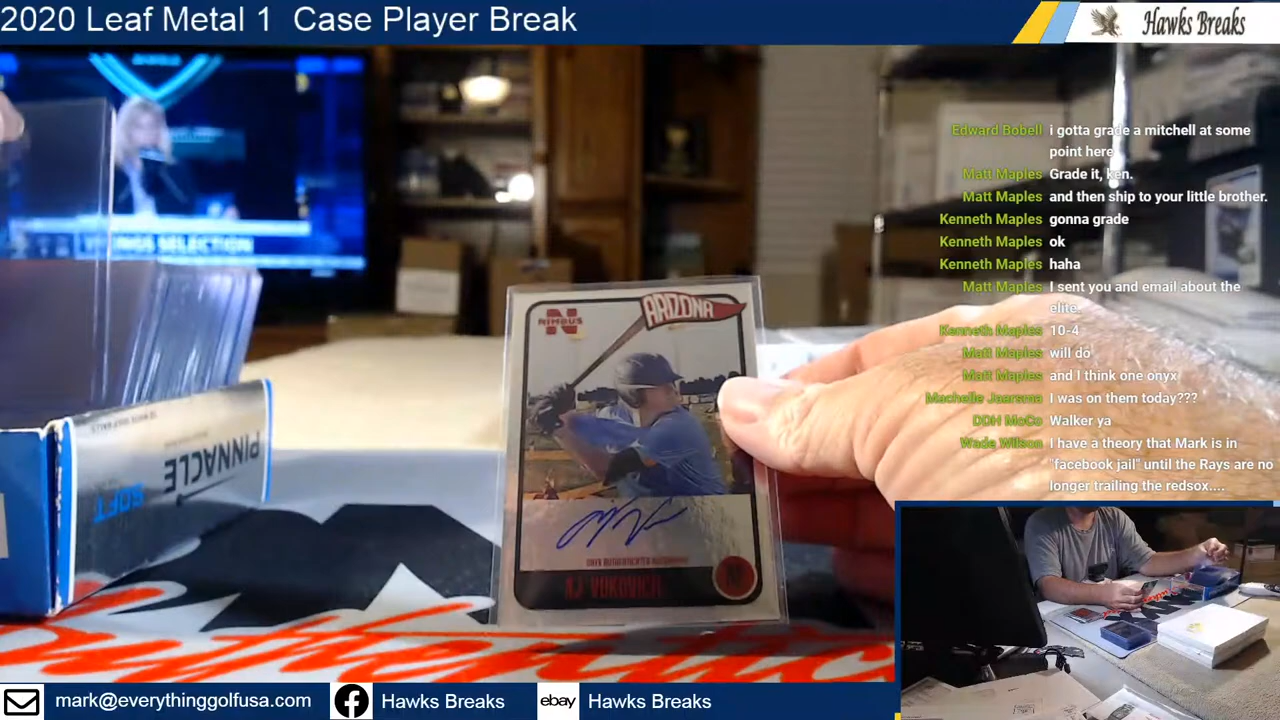 2020 Leaf Metal 1 Case Player Break
Hawks Breaks
Edward Bobell i gotta grade a mitchell at some
point here
Matt Maples Grade it, ken.
Matt Maples and then ship to your little brother.
Kenneth Maples gonna grade
Kenneth Maples ok
Kenneth Maples haha
Matt Maples I sent you and email about the
elite.
Kenneth Maples 10-4
Matt Maples will do
Matt Maples and I think one onyx
Machelle Jaersma I was on them today???
DDH MoCo Walker ya
Wade Wilson I have a theory that Mark is in
"facebook jail" until the Rays are no
longer trailing the redsox....
SELECTION
NIMBUS
N
ARIZONA
AJ VUKOVICH
PINNACLE
SOFT
mark@everythinggolfusa.com
Hawks Breaks
ebay
Hawks Breaks